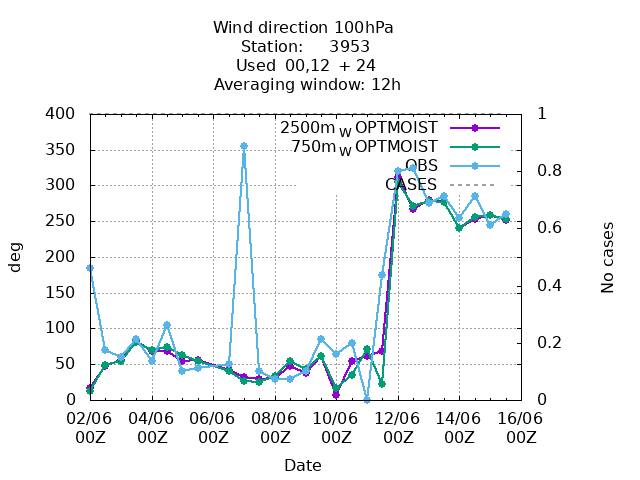 Wind direction 100hPa
Station: 3953
Used 00,12 + 24
Averaging window: 12h
400 1
2500m W OPTMOIST
350 750m W OPTMOIST
OBS
300 0.8
CASES
250
0.6
200
deg No cases
150 0.4
100
0.2
50
0 0
02/06 04/06 06/06 08/06 10/06 12/06 14/06 16/06
00Z 00Z 00Z 00Z 00Z 00Z 00Z 00Z
Date